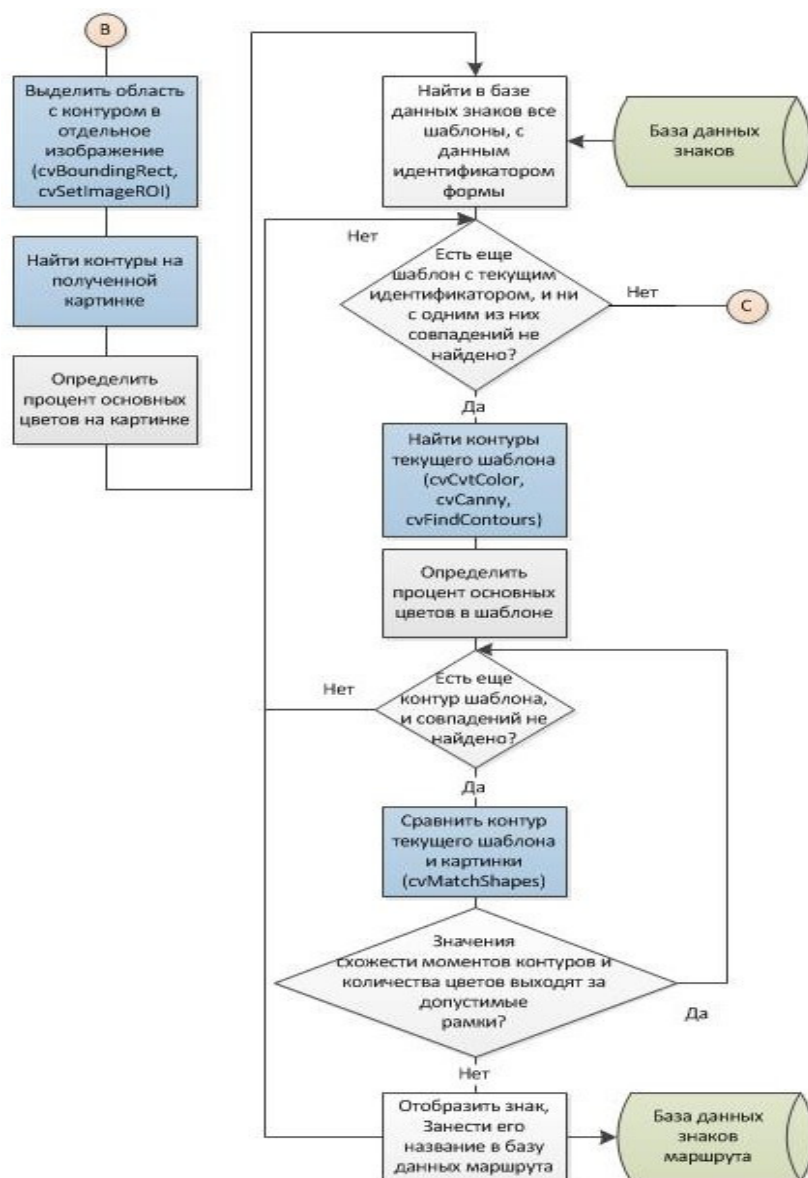 В
Выделить область
с контуром в
отдельное
изображение
(cvBoundingRect,
cvSetImageROI)
Найти контуры на
полученной
картинке
Определить
процент основных
цветов на картинке
Найти в базе
данных знаков все
шаблоны, с
данным
идентификатором
формы
База данных
знаков
Нет
Есть еще
шаблон с текущим
идентификатором, и ни
с одним из них
совпадений не
найдено?
Нет
С
Да
Найти контуры
текущего шаблона
(cvCvtColor,
cvCanny,
cvFindContours)
Определить
процент основных
цветов в шаблоне
Нет
Есть еще
контур шаблона,
и совпадений не
найдено?
Да
Сравнить контур
текущего шаблона
и картинки
(cvMatchShapes)
Значения
схожести моментов контуров и
количества цветов выходят за
допустимые
рамки?
Да
Нет
Отобразить знак,
Занести его
название в базу
данных маршрута
База данных
знаков
маршрута